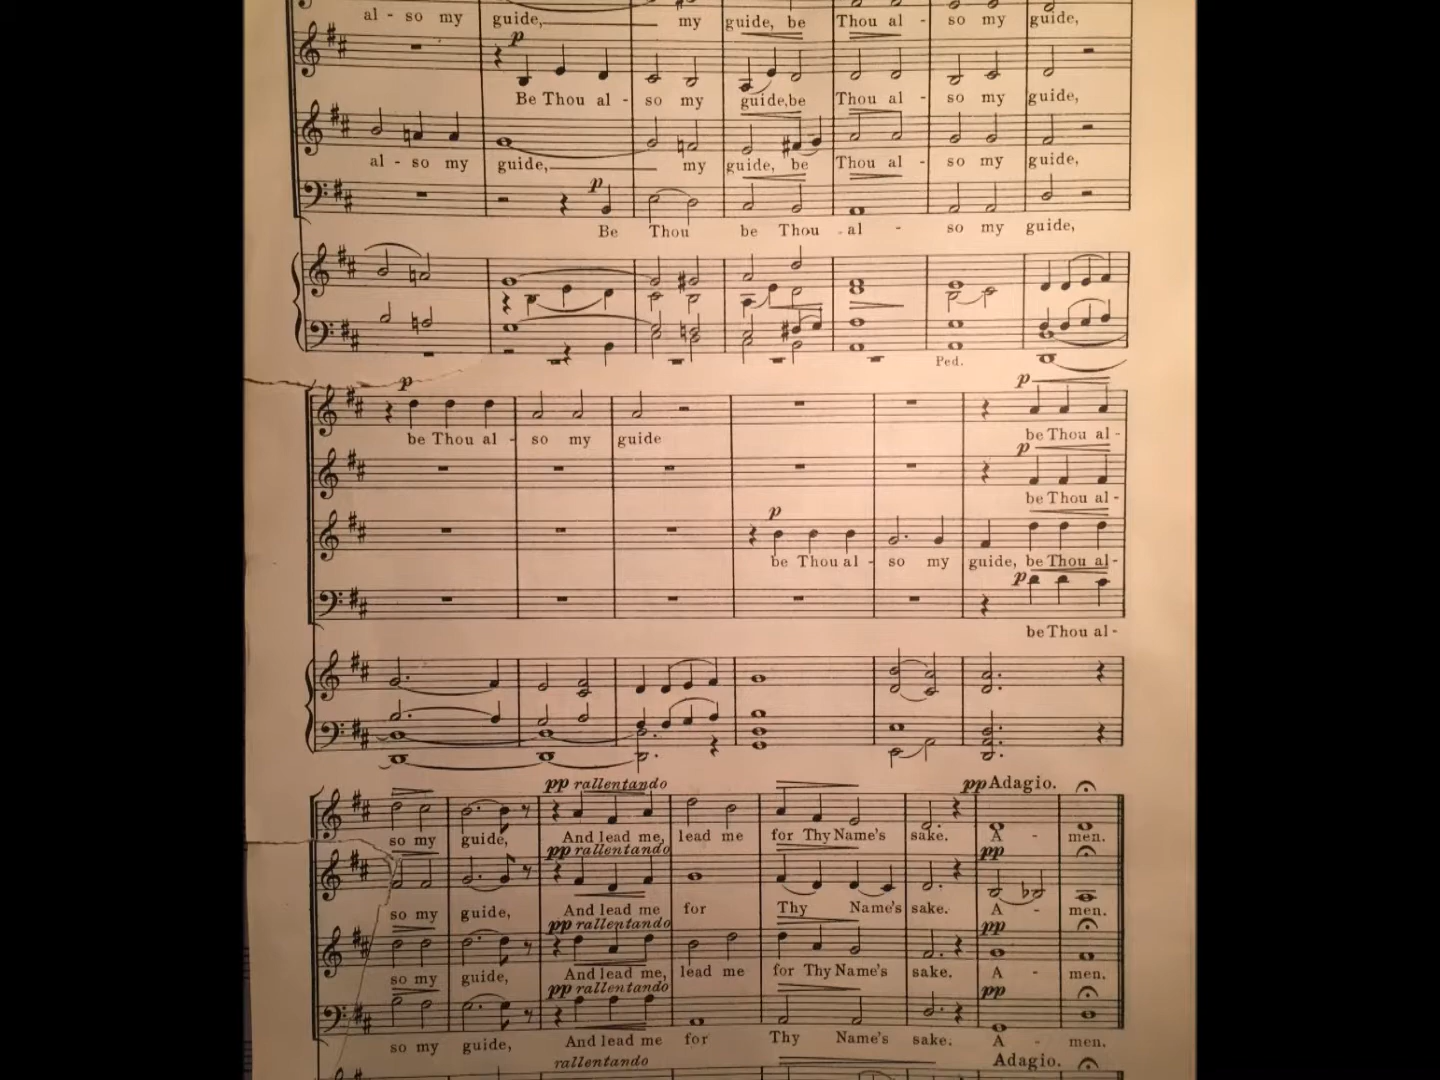 al - so my guide, my guide, be Thou al - so my guide,
p
Be Thou al - so my guide, be Thou al - so my guide,
al - so my guide, my guide, be Thou al - so my guide,
p
Be Thou be Thou al - so my guide,
Ped.
p p
be Thou al - so my guide be Thou al -
p
be Thou al -
p
be Thou al - so my guide, be Thou al -
p
be Thou al -
pp rallentando pp Adagio.
so my guide, And lead me, lead me for Thy Name's sake. A - men.
pp rallentando pp
so my guide, And lead me for Thy Name's sake. A - men.
pp rallentando pp
so my guide, And lead me, lead me for Thy Name's sake. A - men.
pp rallentando pp
so my guide, And lead me for Thy Name's sake. A - men.
rallentando Adagio.